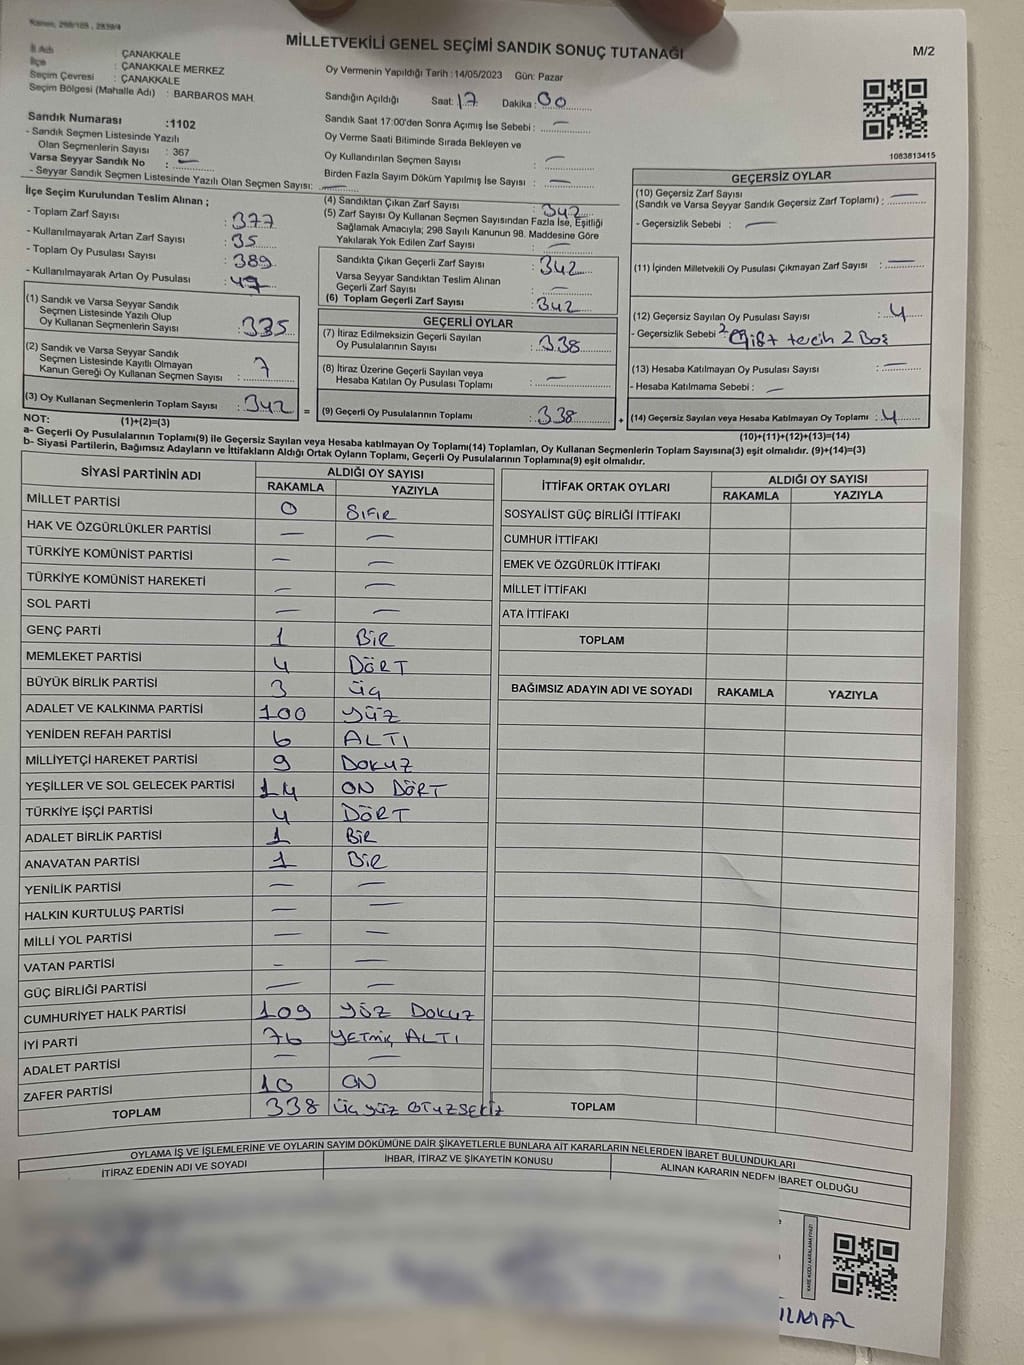 Kanun, 298/105 , 2839/4
MİLLETVEKİLİ GENEL SEÇİMİ SANDIK SONUÇ TUTANAĞI
M/2
İl Adı : ÇANAKKALE
İlçe : ÇANAKKALE MERKEZ
Seçim Çevresi : ÇANAKKALE
Seçim Bölgesi (Mahalle Adı) : BARBAROS MAH.
Sandık Numarası :1102
- Sandık Seçmen Listesinde Yazılı
Olan Seçmenlerin Sayısı : 367
Varsa Seyyar Sandık No : —
- Seyyar Sandık Seçmen Listesinde Yazılı Olan Seçmen Sayısı: —
Oy Vermenin Yapıldığı Tarih : 14/05/2023 Gün: Pazar
Sandığın Açıldığı Saat: 17 Dakika : 00
Sandık Saat 17:00'den Sonra Açımış İse Sebebi : —
Oy Verme Saati Bitiminde Sırada Bekleyen ve
Oy Kullandırılan Seçmen Sayısı : —
Birden Fazla Sayım Döküm Yapılmış İse Sayısı : —
1083813415
İlçe Seçim Kurulundan Teslim Alınan ;
- Toplam Zarf Sayısı : 377
- Kullanılmayarak Artan Zarf Sayısı : 35
- Toplam Oy Pusulası Sayısı : 389
- Kullanılmayarak Artan Oy Pusulası : 47
(1) Sandık ve Varsa Seyyar Sandık
Seçmen Listesinde Yazılı Olup
Oy Kullanan Seçmenlerin Sayısı : 335
(2) Sandık ve Varsa Seyyar Sandık
Seçmen Listesinde Kayıtlı Olmayan
Kanun Gereği Oy Kullanan Seçmen Sayısı : 7
(3) Oy Kullanan Seçmenlerin Toplam Sayısı : 342
(4) Sandıktan Çıkan Zarf Sayısı : 342
(5) Zarf Sayısı Oy Kullanan Seçmen Sayısından Fazla İse, Eşitliği
Sağlamak Amacıyla; 298 Sayılı Kanunun 98. Maddesine Göre
Yakılarak Yok Edilen Zarf Sayısı : —
Sandıkta Çıkan Geçerli Zarf Sayısı : 342
Varsa Seyyar Sandıktan Teslim Alınan
Geçerli Zarf Sayısı : —
(6) Toplam Geçerli Zarf Sayısı : 342
GEÇERLİ OYLAR
(7) İtiraz Edilmeksizin Geçerli Sayılan
Oy Pusulalarının Sayısı : 338
(8) İtiraz Üzerine Geçerli Sayılan veya
Hesaba Katılan Oy Pusulası Toplamı : —
= (9) Geçerli Oy Pusulalarının Toplamı : 338
GEÇERSİZ OYLAR
(10) Geçersiz Zarf Sayısı
(Sandık ve Varsa Seyyar Sandık Geçersiz Zarf Toplamı) : —
- Geçersizlik Sebebi : —
(11) İçinden Milletvekili Oy Pusulası Çıkmayan Zarf Sayısı : —
(12) Geçersiz Sayılan Oy Pusulası Sayısı : 4
- Geçersizlik Sebebi : 2 Çift tercih 2 Boş
(13) Hesaba Katılmayan Oy Pusulası Sayısı : —
- Hesaba Katılmama Sebebi : —
+ (14) Geçersiz Sayılan veya Hesaba Katılmayan Oy Toplamı : 4
NOT: (1)+(2)=(3)
(10)+(11)+(12)+(13)=(14)
a- Geçerli Oy Pusulalarının Toplamı(9) ile Geçersiz Sayılan veya Hesaba katılmayan Oy Toplamı(14) Toplamları, Oy Kullanan Seçmenlerin Toplam Sayısına(3) eşit olmalıdır. (9)+(14)=(3)
b- Siyasi Partilerin, Bağımsız Adayların ve İttifakların Aldığı Ortak Oyların Toplamı, Geçerli Oy Pusulalarının Toplamına(9) eşit olmalıdır.
SİYASİ PARTİNİN ADI ALDIĞI OY SAYISI
RAKAMLA YAZIYLA
MİLLET PARTİSİ 0 SIFIR
HAK VE ÖZGÜRLÜKLER PARTİSİ — —
TÜRKİYE KOMÜNİST PARTİSİ — —
TÜRKİYE KOMÜNİST HAREKETİ — —
SOL PARTİ — —
GENÇ PARTİ 1 BİR
MEMLEKET PARTİSİ 4 DÖRT
BÜYÜK BİRLİK PARTİSİ 3 ÜÇ
ADALET VE KALKINMA PARTİSİ 100 YÜZ
YENİDEN REFAH PARTİSİ 6 ALTI
MİLLİYETÇİ HAREKET PARTİSİ 9 DOKUZ
YEŞİLLER VE SOL GELECEK PARTİSİ 14 ON DÖRT
TÜRKİYE İŞÇİ PARTİSİ 4 DÖRT
ADALET BİRLİK PARTİSİ 1 BİR
ANAVATAN PARTİSİ 1 BİR
YENİLİK PARTİSİ — —
HALKIN KURTULUŞ PARTİSİ — —
MİLLİ YOL PARTİSİ — —
VATAN PARTİSİ — —
GÜÇ BİRLİĞİ PARTİSİ — —
CUMHURİYET HALK PARTİSİ 109 YÜZ DOKUZ
İYİ PARTİ 76 YETMİŞ ALTI
ADALET PARTİSİ — —
ZAFER PARTİSİ 10 ON
TOPLAM 338 ÜÇ YÜZ OTUZSEKİZ
İTTİFAK ORTAK OYLARI ALDIĞI OY SAYISI
RAKAMLA YAZIYLA
SOSYALİST GÜÇ BİRLİĞİ İTTİFAKI
CUMHUR İTTİFAKI
EMEK VE ÖZGÜRLÜK İTTİFAKI
MİLLET İTTİFAKI
ATA İTTİFAKI
TOPLAM
BAĞIMSIZ ADAYIN ADI VE SOYADI RAKAMLA YAZIYLA
TOPLAM
OYLAMA İŞ VE İŞLEMLERİNE VE OYLARIN SAYIM DÖKÜMÜNE DAİR ŞİKAYETLERLE BUNLARA AİT KARARLARIN NELERDEN İBARET BULUNDUKLARI
İTİRAZ EDENİN ADI VE SOYADI İHBAR, İTİRAZ VE ŞİKAYETİN KONUSU ALINAN KARARIN NEDEN İBARET OLDUĞU